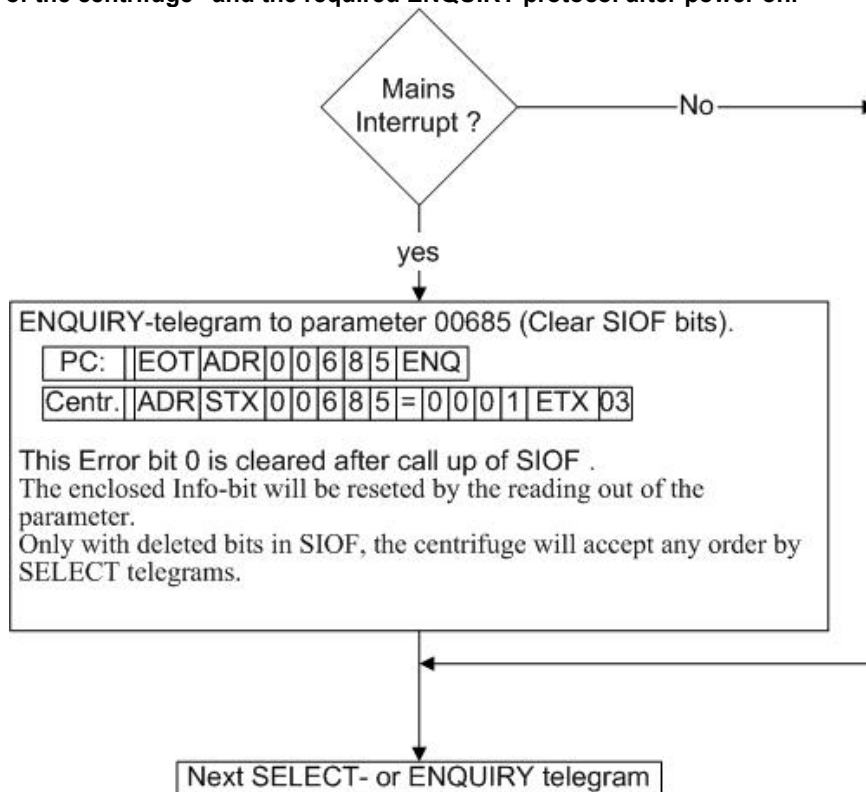 of the centrifuge" and the required ENQUIRY protocol after power on.
Mains
Interrupt ?
No
yes
ENQUIRY-telegram to parameter 00685 (Clear SIOF bits).
PC: EOT ADR 0 0 6 8 5 ENQ
Centr. ADR STX 0 0 6 8 5 = 0 0 0 1 ETX 03
This Error bit 0 is cleared after call up of SIOF .
The enclosed Info-bit will be reseted by the reading out of the
parameter.
Only with deleted bits in SIOF, the centrifuge will accept any order by
SELECT telegrams.
Next SELECT- or ENQUIRY telegram